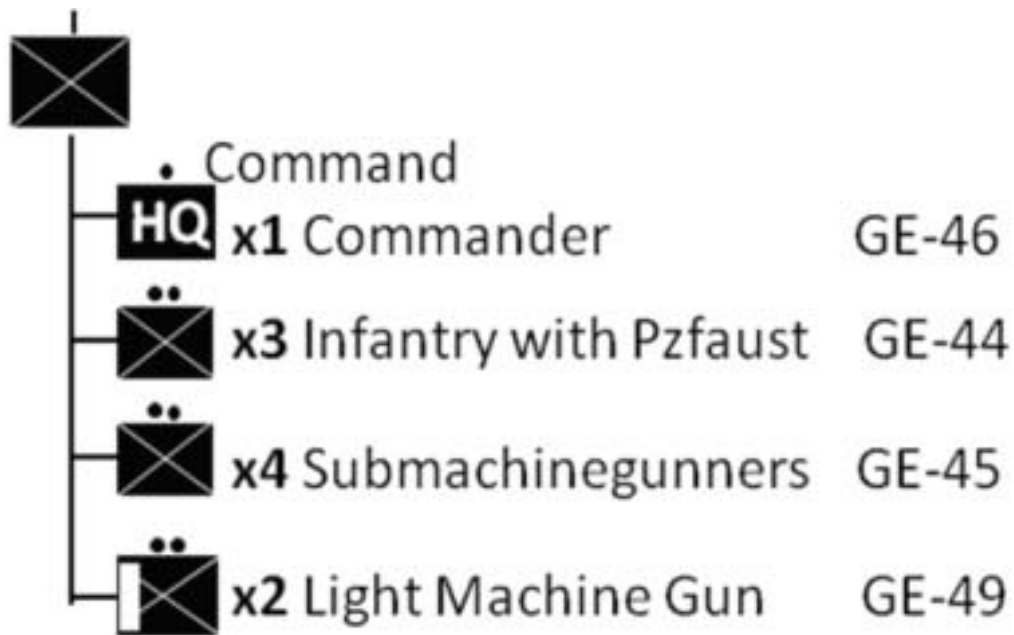 Command
HQ x1 Commander GE-46
x3 Infantry with Pzfaust GE-44
x4 Submachinegunners GE-45
x2 Light Machine Gun GE-49